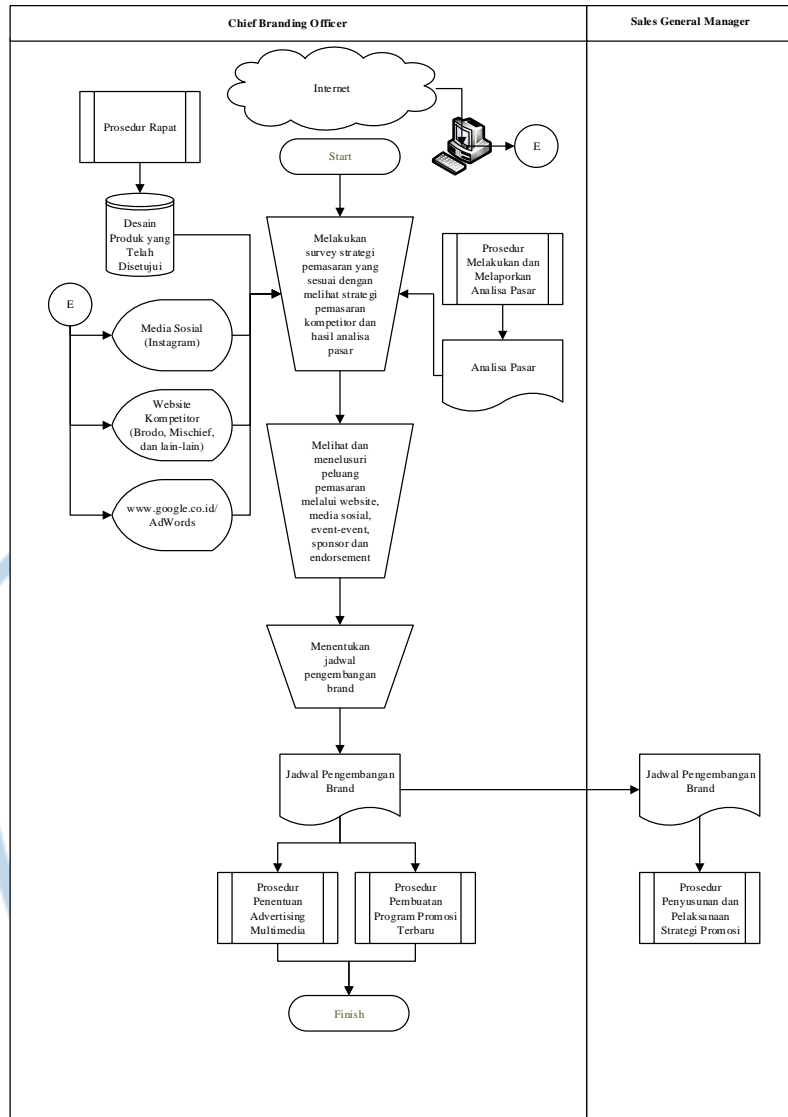 Chief Branding Officer
Sales General Manager
Internet
Prosedur Rapat
E
Start
Desain
Produk yang
Telah
Disetujui
Melakukan
survey strategi
pemasaran yang
sesuai dengan
melihat strategi
pemasaran
kompetitor dan
hasil analisa
pasar
Prosedur
Melakukan dan
Melaporkan
Analisa Pasar
E
Media Sosial
(Instagram)
Analisa Pasar
Website
Kompetitor
(Brodo, Mischief,
dan lain-lain)
www.google.co.id/
AdWords
Melihat dan
menelusuri
peluang
pemasaran
melalui website,
media sosial,
event-event,
sponsor dan
endorsement
Menentukan
jadwal
pengembangan
brand
Jadwal Pengembangan
Brand
Jadwal Pengembangan
Brand
Prosedur
Penentuan
Advertising
Multimedia
Prosedur
Pembuatan
Program Promosi
Terbaru
Prosedur
Penyusunan dan
Pelaksanaan
Strategi Promosi
Finish